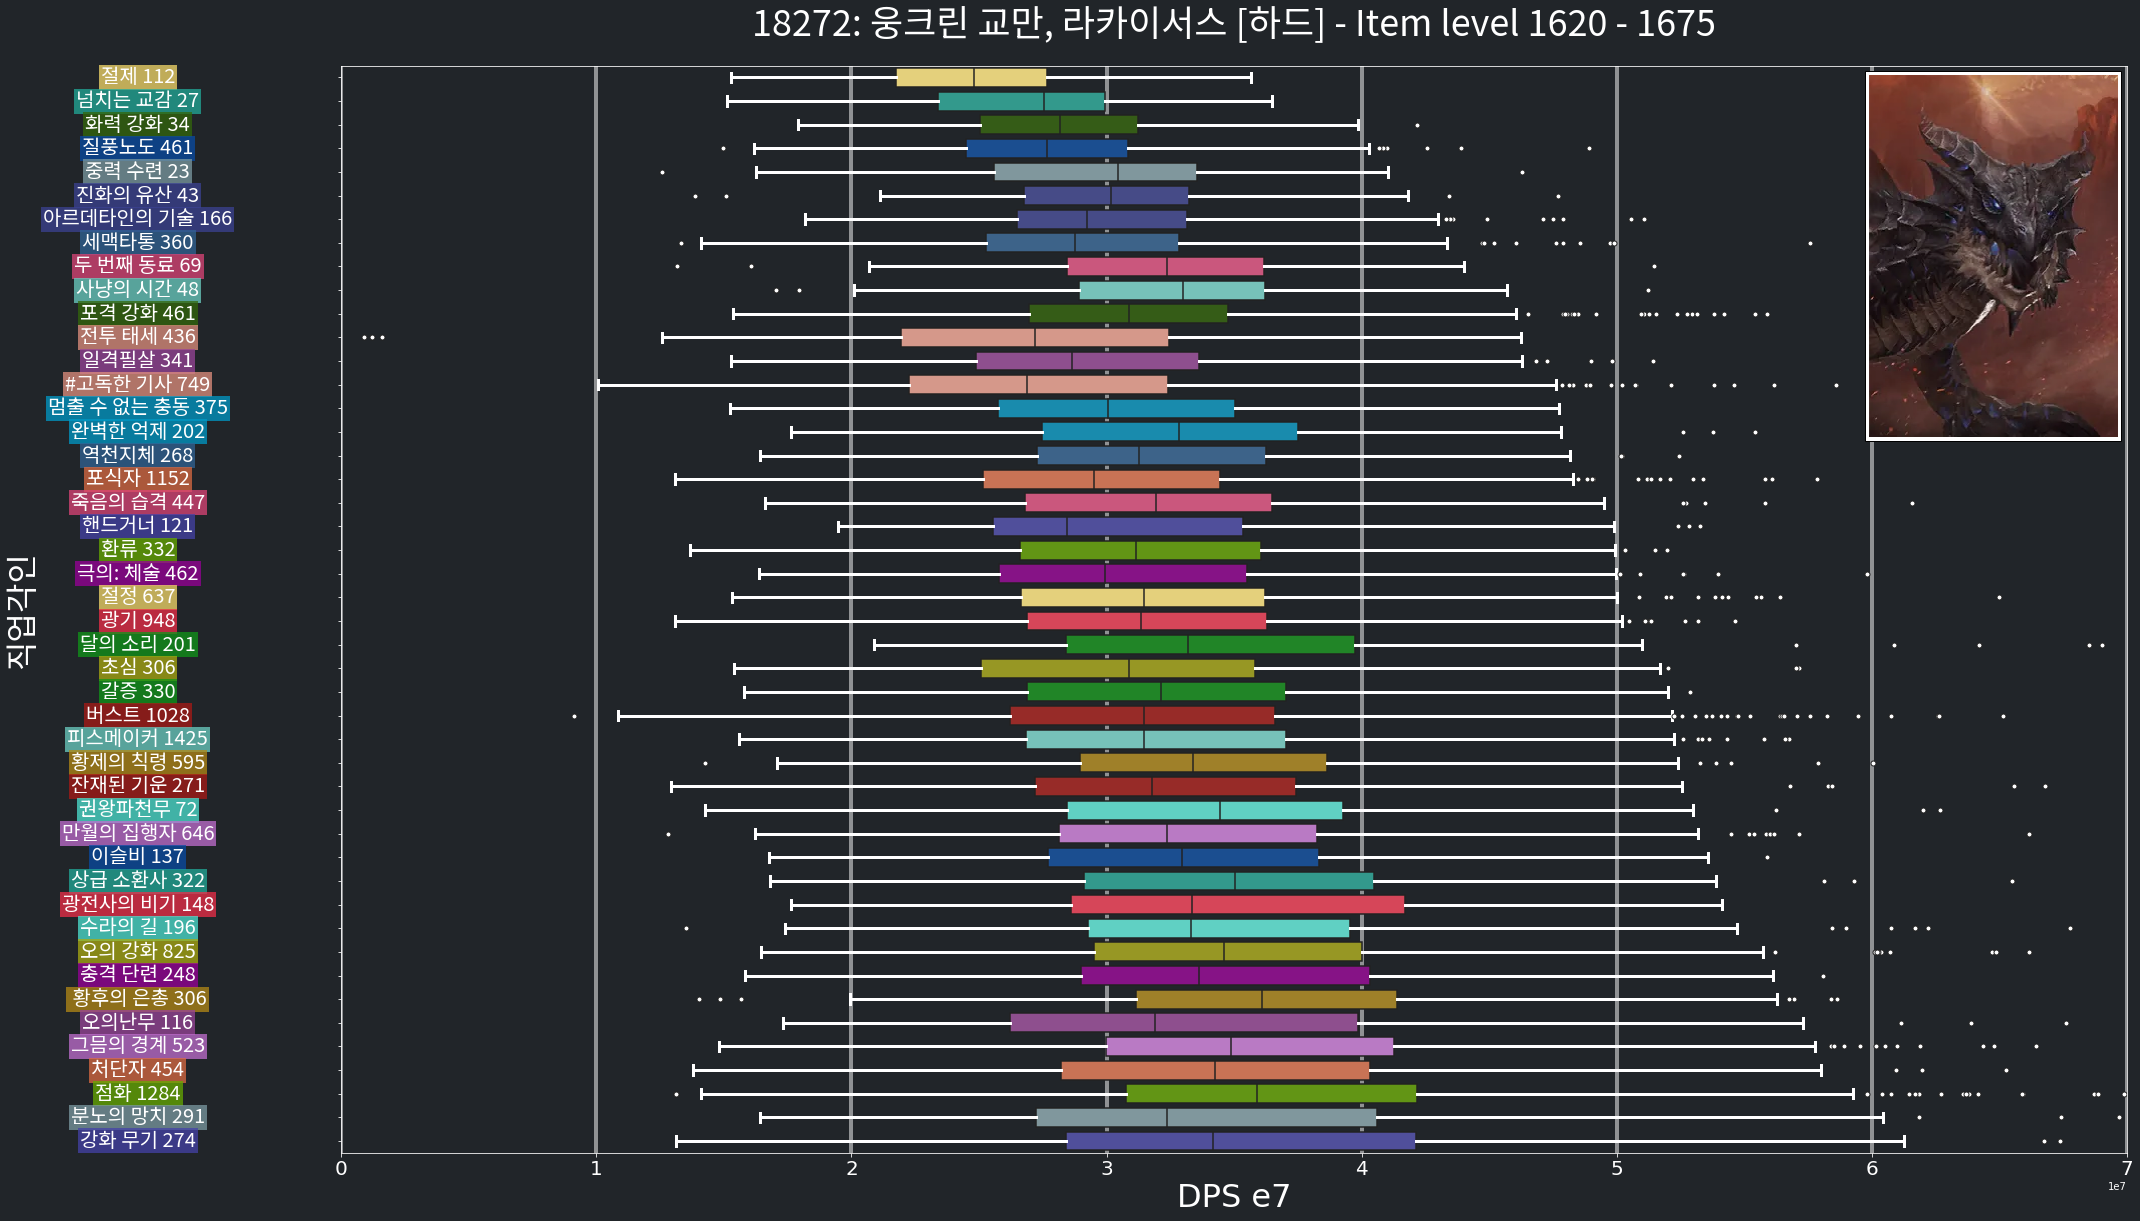 18272: 웅크린 교만, 라카이서스 [하드] - Item level 1620 - 1675
직업각인
절제 112
넘치는 교감 27
화력 강화 34
질풍노도 461
중력 수련 23
진화의 유산 43
아르데타인의 기술 166
세맥타통 360
두 번째 동료 69
사냥의 시간 48
포격 강화 461
전투 태세 436
일격필살 341
#고독한 기사 749
멈출 수 없는 충동 375
완벽한 억제 202
역천지체 268
포식자 1152
죽음의 습격 447
핸드거너 121
환류 332
극의: 체술 462
절정 637
광기 948
달의 소리 201
초심 306
갈증 330
버스트 1028
피스메이커 1425
황제의 칙령 595
잔재된 기운 271
권왕파천무 72
만월의 집행자 646
이슬비 137
상급 소환사 322
광전사의 비기 148
수라의 길 196
오의 강화 825
충격 단련 248
황후의 은총 306
오의난무 116
그믐의 경계 523
처단자 454
점화 1284
분노의 망치 291
강화 무기 274
0 1 2 3 4 5 6 7
DPS e7
1e7